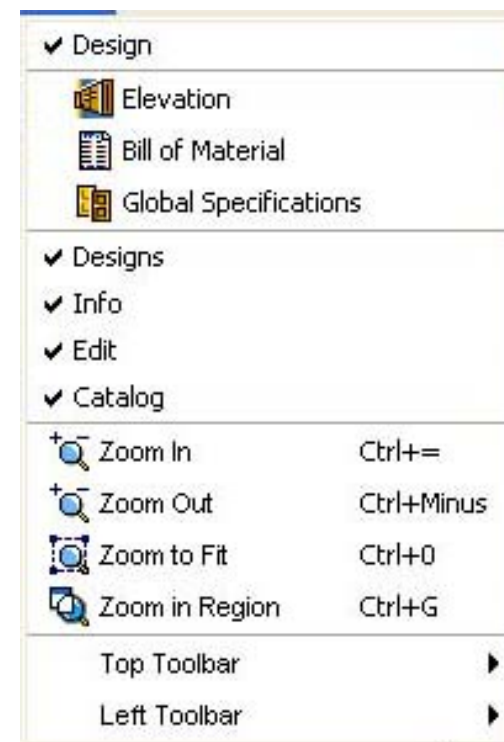 Design
Elevation
Bill of Material
Global Specifications
Designs
Info
Edit
Catalog
Zoom In Ctrl+=
Zoom Out Ctrl+Minus
Zoom to Fit Ctrl+0
Zoom in Region Ctrl+G
Top Toolbar
Left Toolbar